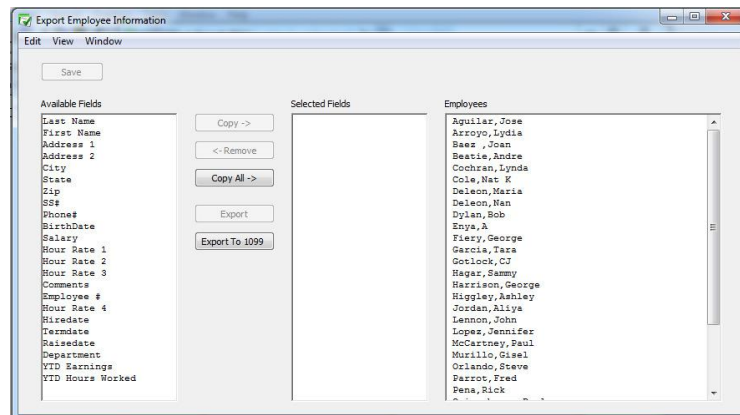 Export Employee Information
Edit View Window
Save
Available Fields
Last Name
First Name
Address 1
Address 2
City
State
Zip
SS#
Phone#
BirthDate
Salary
Hour Rate 1
Hour Rate 2
Hour Rate 3
Comments
Employee #
Hour Rate 4
Hiredate
Termdate
Raisedate
Department
YTD Earnings
YTD Hours Worked
Copy ->
<- Remove
Copy All ->
Export
Export To 1099
Selected Fields
Employees
Aguilar,Jose
Arroyo,Lydia
Baez ,Joan
Beatie,Andre
Cochran,Lynda
Cole,Nat K
Deleon,Maria
Deleon,Nan
Dylan,Bob
Enya,A
Fiery,George
Garcia,Tara
Gotlock,CJ
Hagar,Sammy
Harrison,George
Higgley,Ashley
Jordan,Aliya
Lennon,John
Lopez,Jennifer
McCartney,Paul
Murillo,Gisel
Orlando,Steve
Parrot,Fred
Pena,Rick